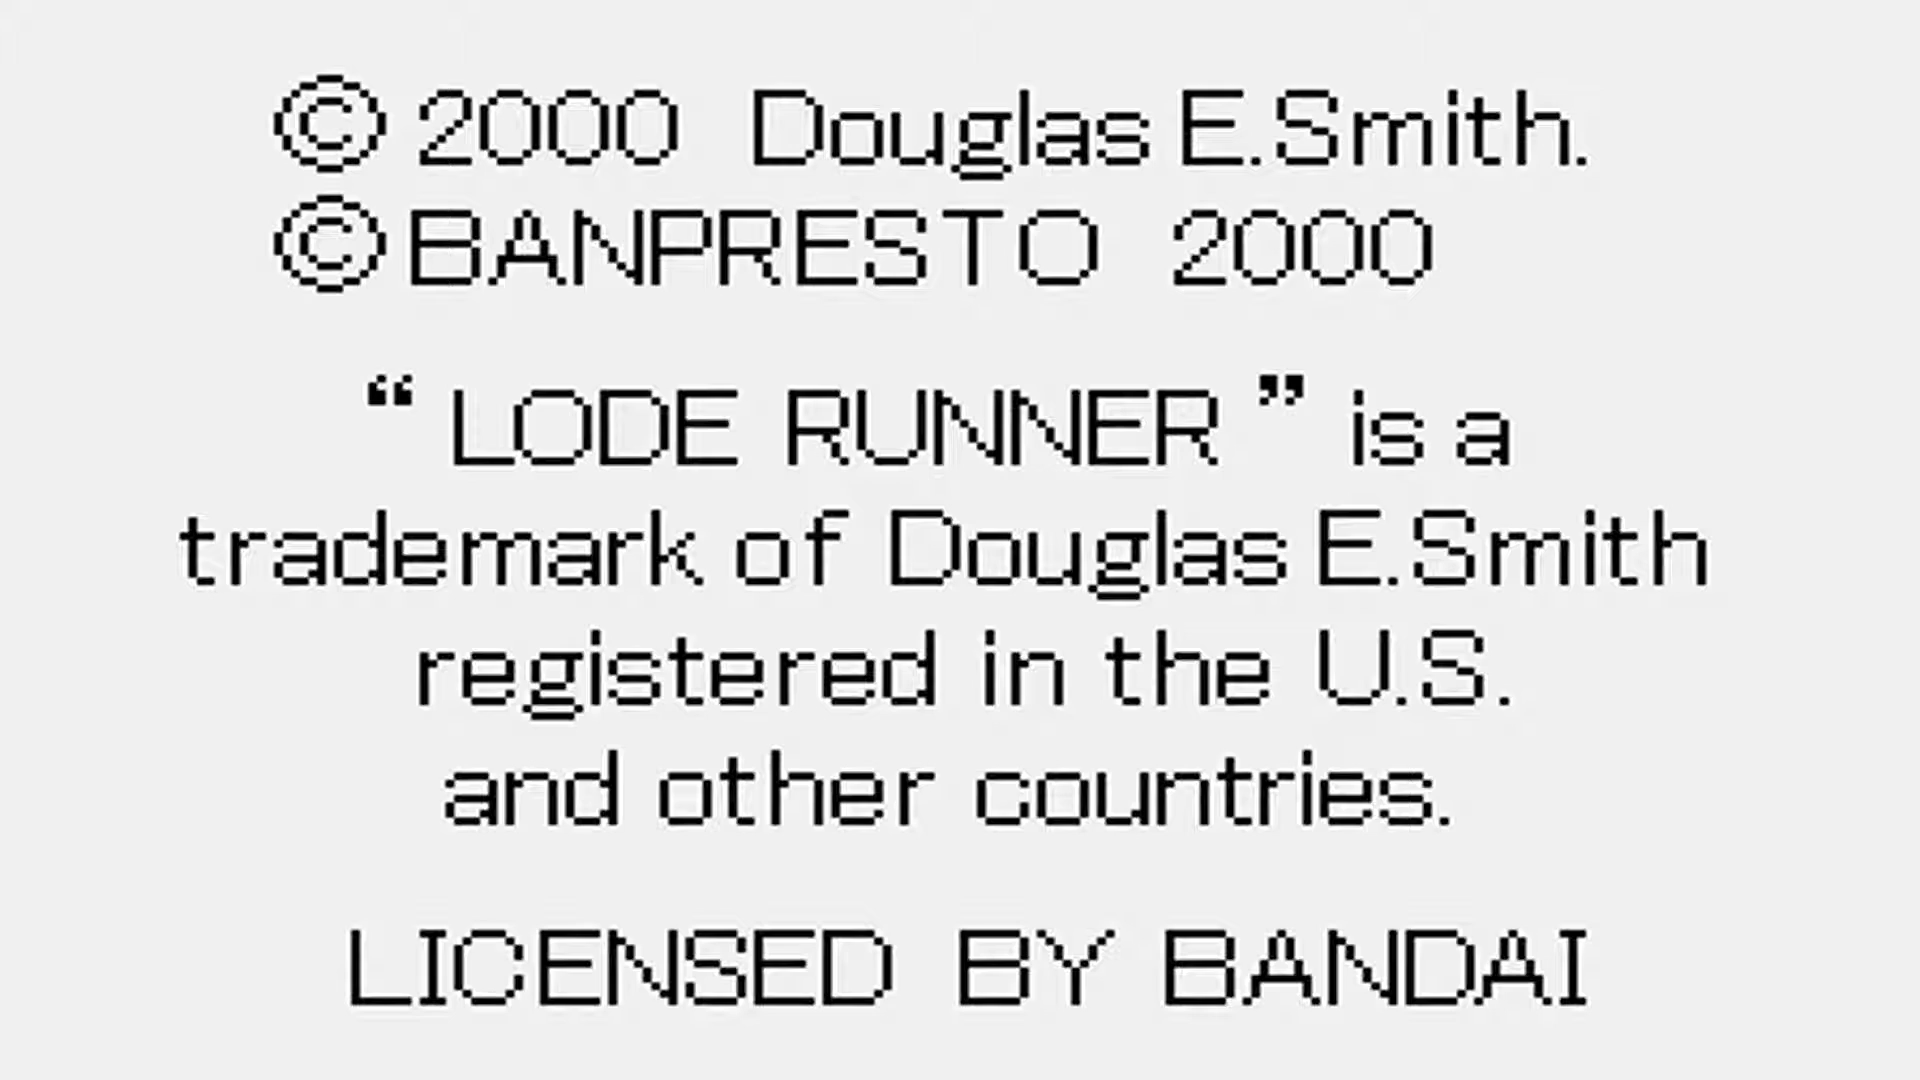 © 2000 Douglas E.Smith.
© BANPRESTO 2000
“ LODE RUNNER ” is a
trademark of Douglas E.Smith
registered in the U.S.
and other countries.
LICENSED BY BANDAI